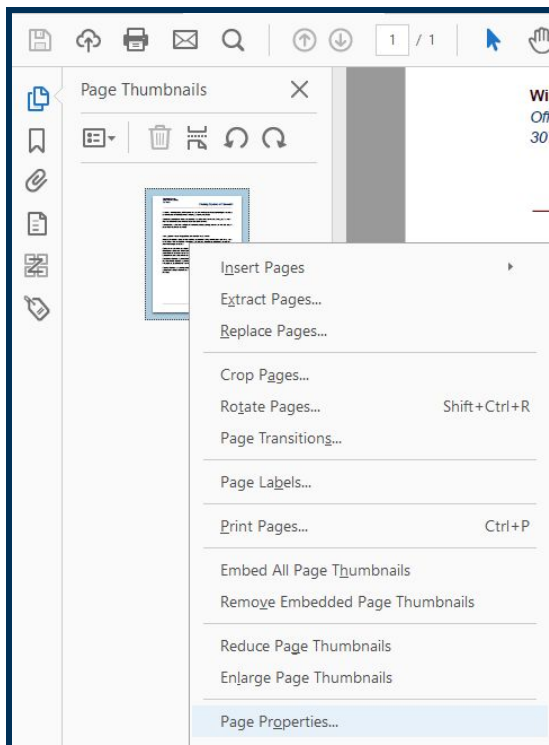 1 / 1
Page Thumbnails
Wi
Off
30
Insert Pages
Extract Pages...
Replace Pages...
Crop Pages...
Rotate Pages... Shift+Ctrl+R
Page Transitions...
Page Labels...
Print Pages... Ctrl+P
Embed All Page Thumbnails
Remove Embedded Page Thumbnails
Reduce Page Thumbnails
Enlarge Page Thumbnails
Page Properties...